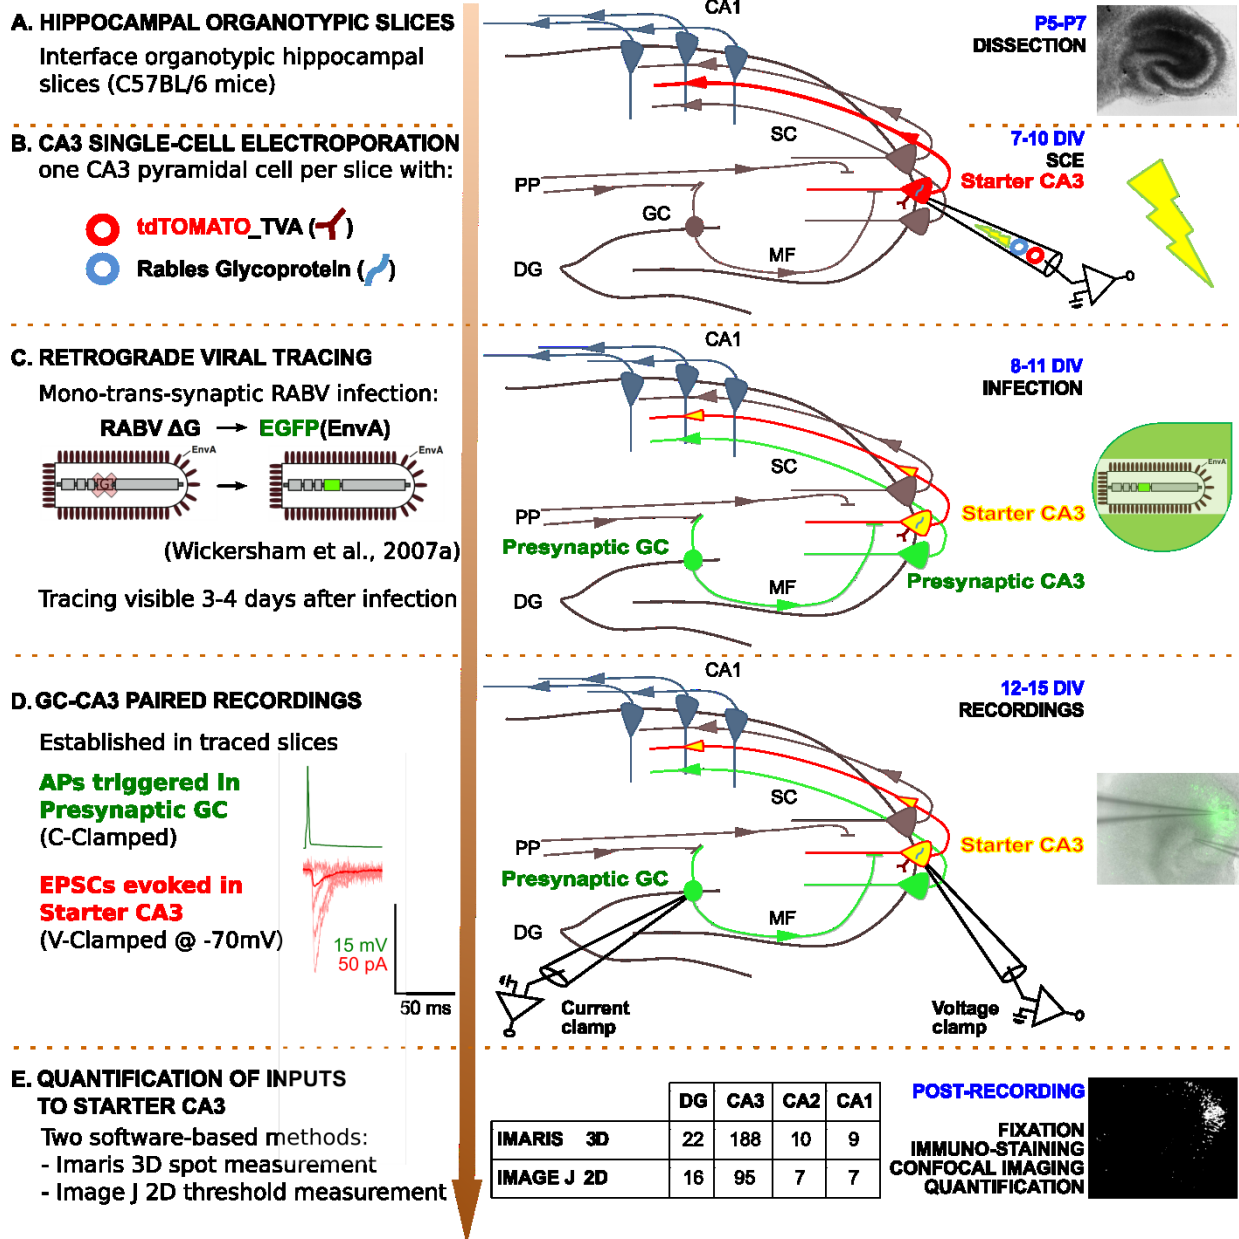 A. HIPPOCAMPAL ORGANOTYPIC SLICES
Interface organotypic hippocampal
slices (C57BL/6 mice)
CA1
P5-P7
DISSECTION
B. CA3 SINGLE-CELL ELECTROPORATION
one CA3 pyramidal cell per slice with:
tdTOMATO_TVA ( )
Rables Glycoprotein ( )
SC
PP
GC
MF
DG
7-10 DIV
SCE
Starter CA3
C. RETROGRADE VIRAL TRACING
Mono-trans-synaptic RABV infection:
RABV ΔG → EGFP(EnvA)
EnvA
G
EnvA
(Wickersham et al., 2007a)
Tracing visible 3-4 days after infection
CA1
SC
PP
Presynaptic GC
MF
DG
8-11 DIV
INFECTION
EnvA
Starter CA3
Presynaptic CA3
D. GC-CA3 PAIRED RECORDINGS
Established in traced slices
APs trIggered In
Presynaptic GC
(C-Clamped)
EPSCs evoked in
Starter CA3
(V-Clamped @ -70mV)
15 mV
50 pA
50 ms
CA1
SC
PP
Presynaptic GC
MF
DG
12-15 DIV
RECORDINGS
Starter CA3
Current
clamp
Voltage
clamp
E. QUANTIFICATION OF INPUTS
TO STARTER CA3
Two software-based methods:
- Imaris 3D spot measurement
- Image J 2D threshold measurement
DG CA3 CA2 CA1
IMARIS 3D 22 188 10 9
IMAGE J 2D 16 95 7 7
POST-RECORDING
FIXATION
IMMUNO-STAINING
CONFOCAL IMAGING
QUANTIFICATION